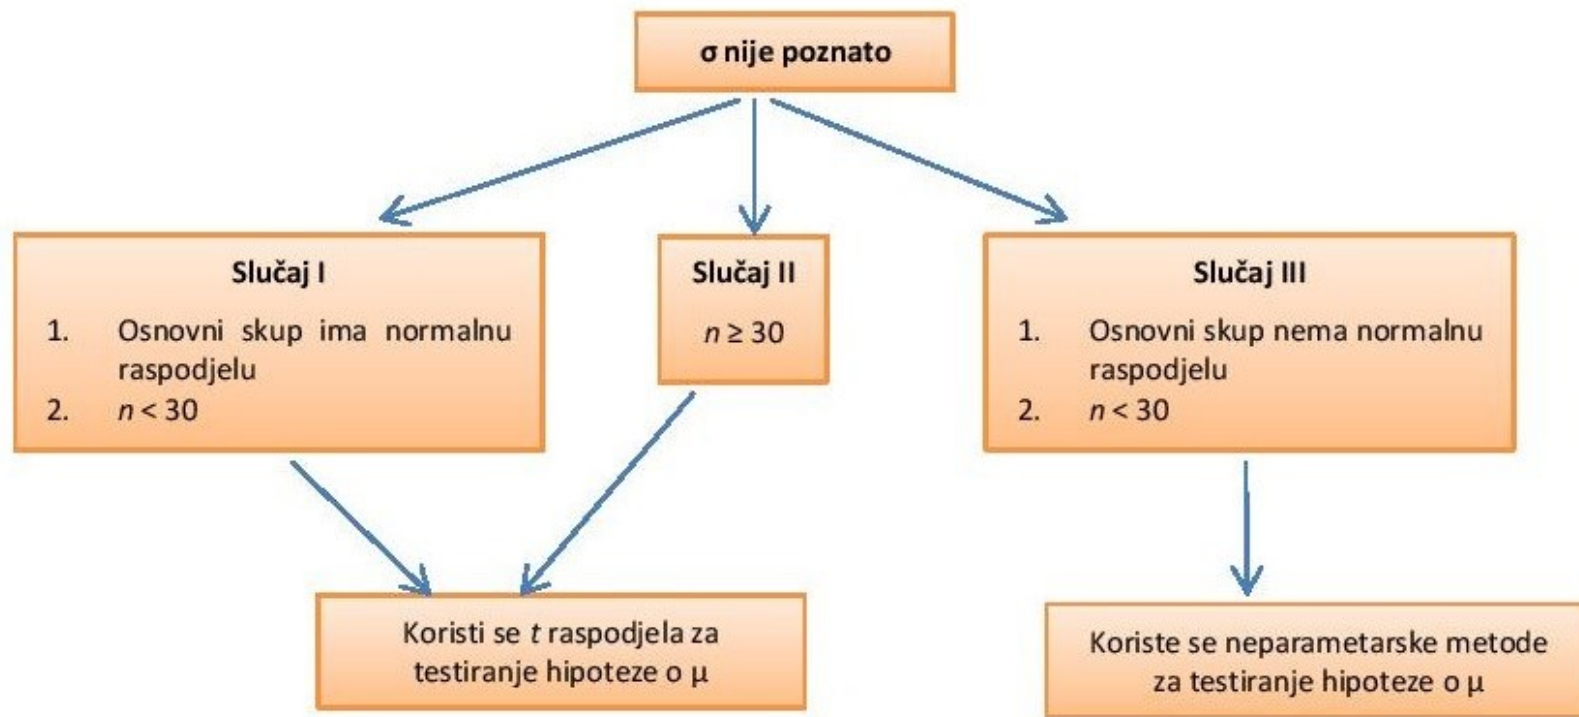 σ nije poznato
Slučaj I
1. Osnovni skup ima normalnu
raspodjelu
2. n < 30
Slučaj II
n ≥ 30
Slučaj III
1. Osnovni skup nema normalnu
raspodjelu
2. n < 30
Koristi se t raspodjela za
testiranje hipoteze o μ
Koriste se neparametarske metode
za testiranje hipoteze o μ